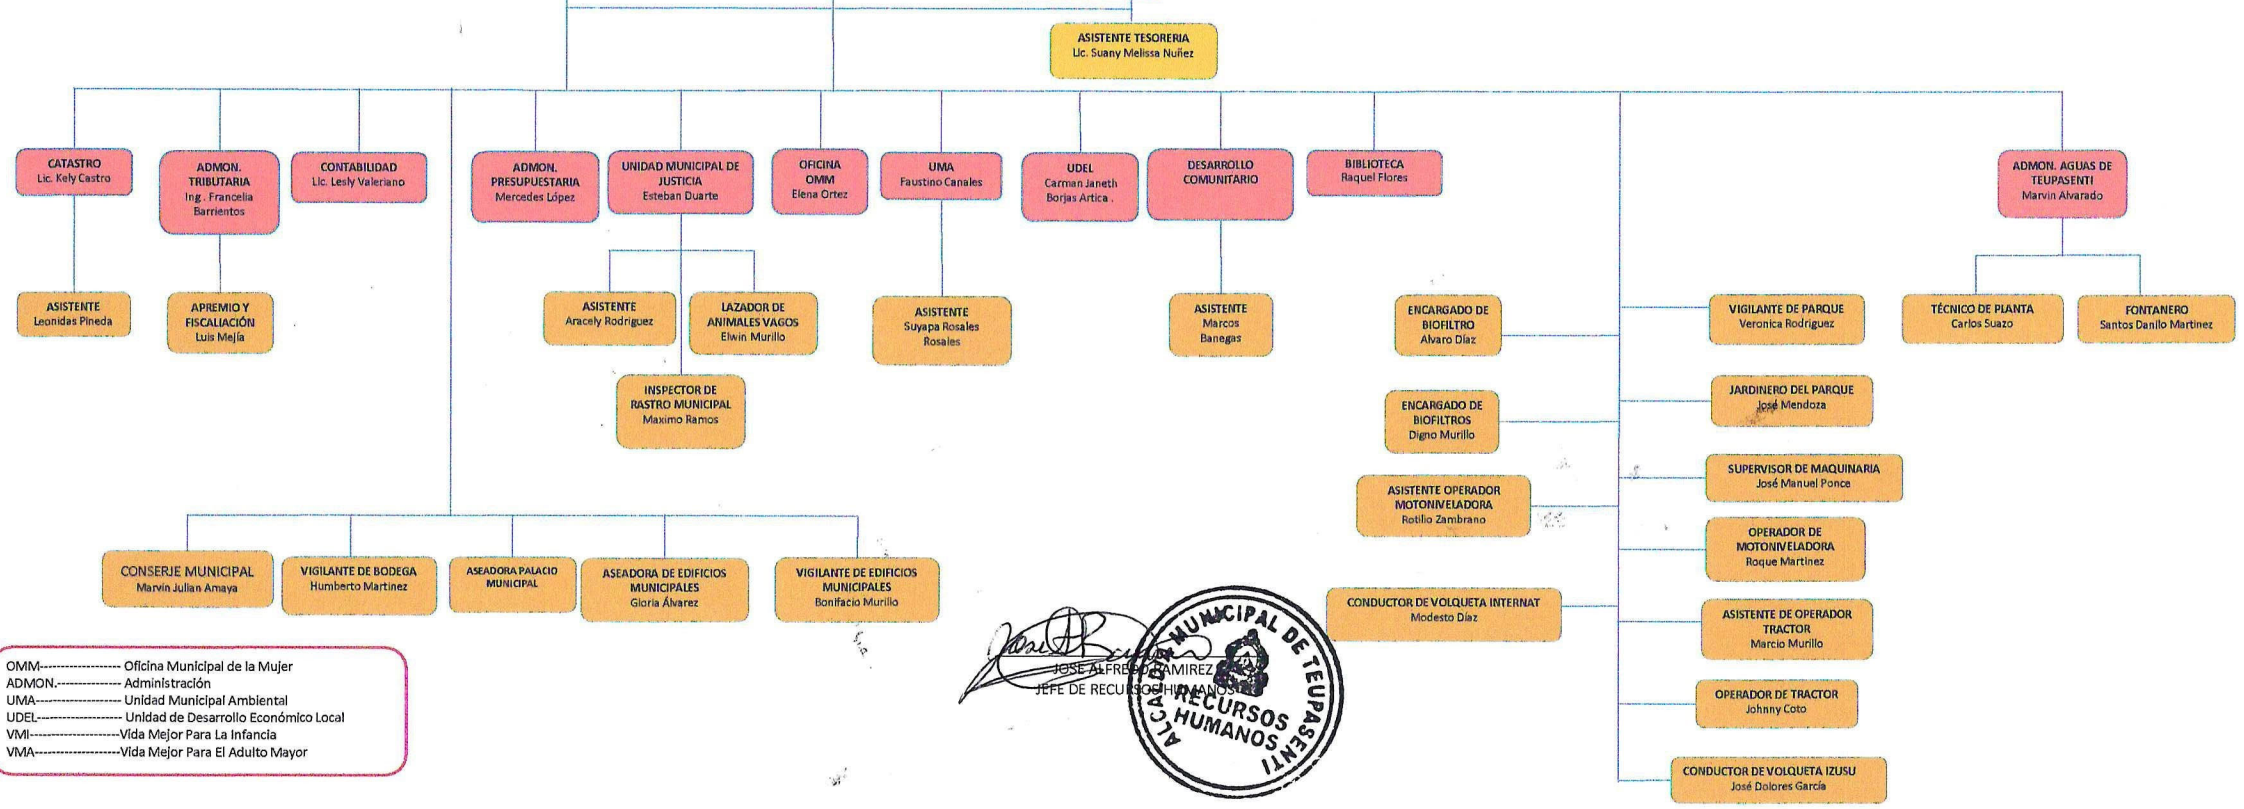 ASISTENTE TESORERIA
Lic. Suany Melissa Nuñez
CATASTRO
Lic. Kely Castro
ADMON.
TRIBUTARIA
Ing. Francelia
Barrientos
CONTABILIDAD
Lic. Lesly Valeriano
ADMON.
PRESUPUESTARIA
Mercedes López
UNIDAD MUNICIPAL DE
JUSTICIA
Esteban Duarte
OFICINA
OMM
Elena Ortez
UMA
Faustino Canales
UDEL
Carman Janeth
Borjas Artica .
DESARROLLO
COMUNITARIO
BIBLIOTECA
Raquel Flores
ADMON. AGUAS DE
TEUPASENTI
Marvin Alvarado
ASISTENTE
Leonidas Pineda
APREMIO Y
FISCALIACIÓN
Luis Mejía
ASISTENTE
Aracely Rodriguez
LAZADOR DE
ANIMALES VAGOS
Elwin Murillo
INSPECTOR DE
RASTRO MUNICIPAL
Maximo Ramos
ASISTENTE
Suyapa Rosales
Rosales
ASISTENTE
Marcos
Banegas
ENCARGADO DE
BIOFILTRO
Alvaro Díaz
VIGILANTE DE PARQUE
Veronica Rodriguez
TÉCNICO DE PLANTA
Carlos Suazo
FONTANERO
Santos Danilo Martinez
ENCARGADO DE
BIOFILTROS
Digno Murillo
JARDINERO DEL PARQUE
José Mendoza
ASISTENTE OPERADOR
MOTONIVELADORA
Rotilio Zambrano
SUPERVISOR DE MAQUINARIA
José Manuel Ponce
OPERADOR DE
MOTONIVELADORA
Roque Martinez
CONSERJE MUNICIPAL
Marvin Julian Amaya
VIGILANTE DE BODEGA
Humberto Martinez
ASEADORA PALACIO
MUNICIPAL
ASEADORA DE EDIFICIOS
MUNICIPALES
Gloria Álvarez
VIGILANTE DE EDIFICIOS
MUNICIPALES
Bonifacio Murillo
CONDUCTOR DE VOLQUETA INTERNAT
Modesto Díaz
ASISTENTE DE OPERADOR
TRACTOR
Marcio Murillo
OPERADOR DE TRACTOR
Johnny Coto
CONDUCTOR DE VOLQUETA IZUSU
José Dolores García
OMM------------------- Oficina Municipal de la Mujer
ADMON.--------------- Administración
UMA-------------------- Unidad Municipal Ambiental
UDEL-------------------- Unidad de Desarrollo Económico Local
VMI---------------------Vida Mejor Para La Infancia
VMA--------------------Vida Mejor Para El Adulto Mayor
JOSE ALFREDO RAMIREZ
JEFE DE RECURSOS HUMANOS
ALCALDIA MUNICIPAL DE TEUPASENTI
RECURSOS
HUMANOS